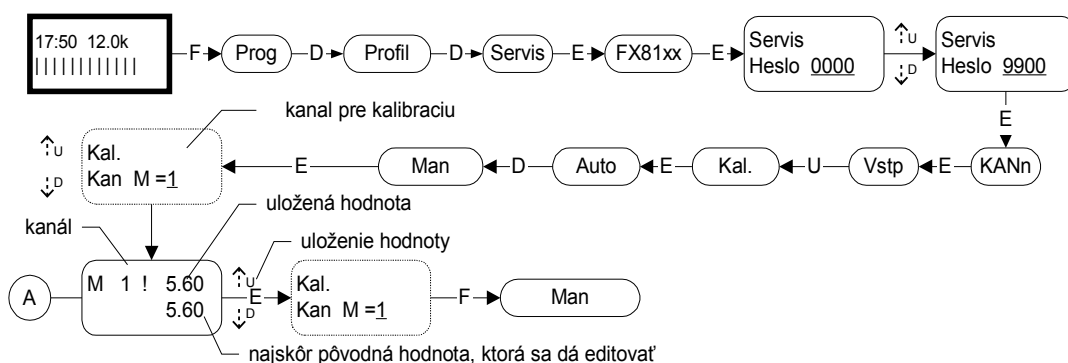 17:50 12.0k
| | | | | | | | | | | |
F
Prog
D
Profil
D
Servis
E
FX81xx
E
Servis
Heslo 0000
U
D
Servis
Heslo 9900
E
KANn
E
Vstp
U
Kal.
E
Auto
D
Man
E
kanal pre kalibraciu
U
D
Kal.
Kan M =1
kanál
uložená hodnota
uloženie hodnoty
A
M 1 ! 5.60
5.60
U
E
D
Kal.
Kan M =1
F
Man
najskôr pôvodná hodnota, ktorá sa dá editovať